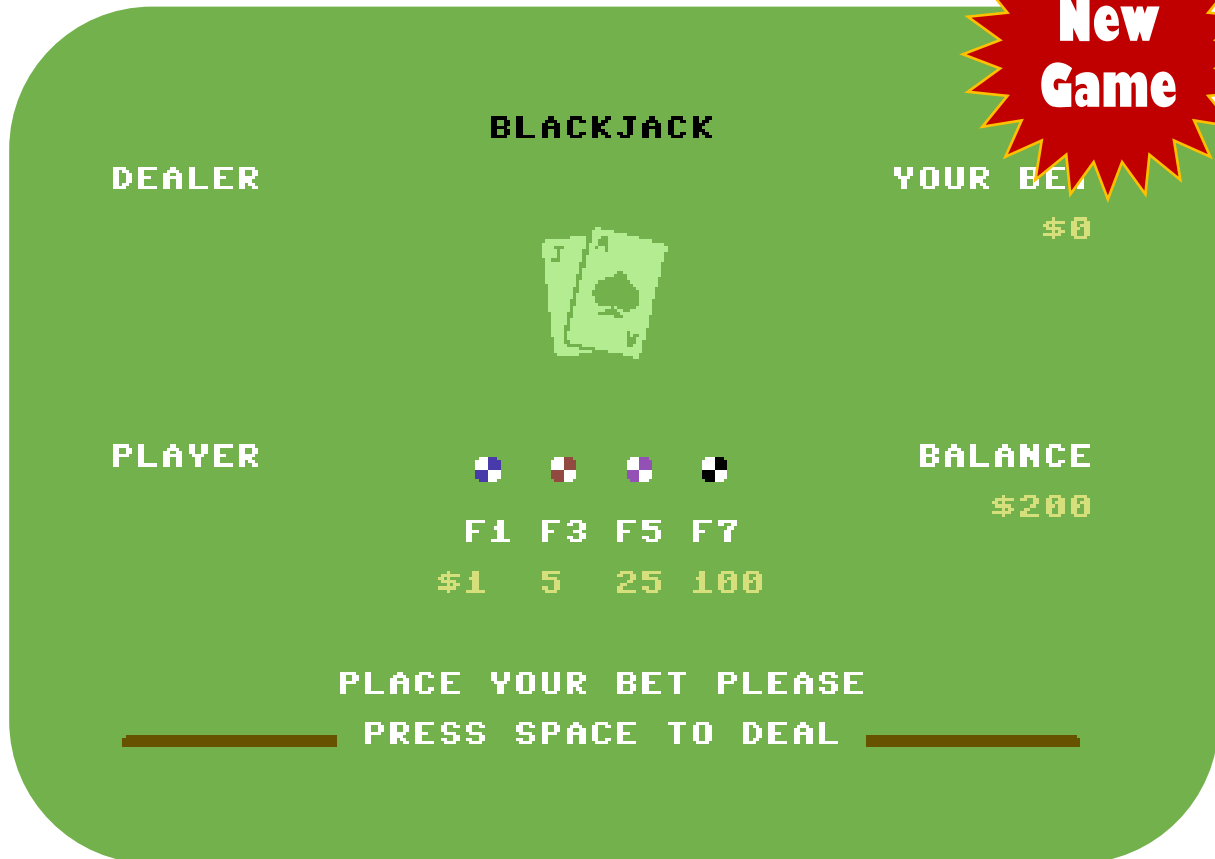 New
Game
BLACKJACK
DEALER
YOUR BET
$0
J A
A
PLAYER
BALANCE
$200
F1 F3 F5 F7
$1 5 25 100
PLACE YOUR BET PLEASE
PRESS SPACE TO DEAL